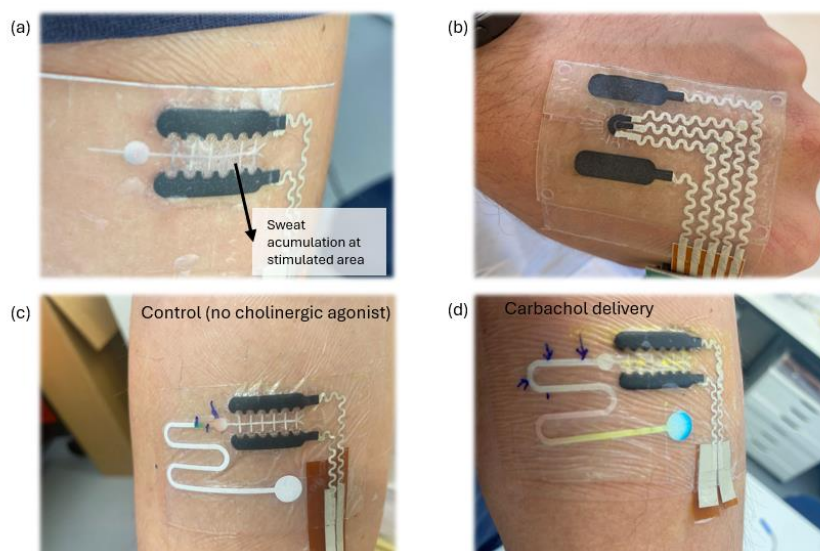 (a)
(b)
Sweat
acumulation at
stimulated area
(c)
Control (no cholinergic agonist)
(d)
Carbachol delivery